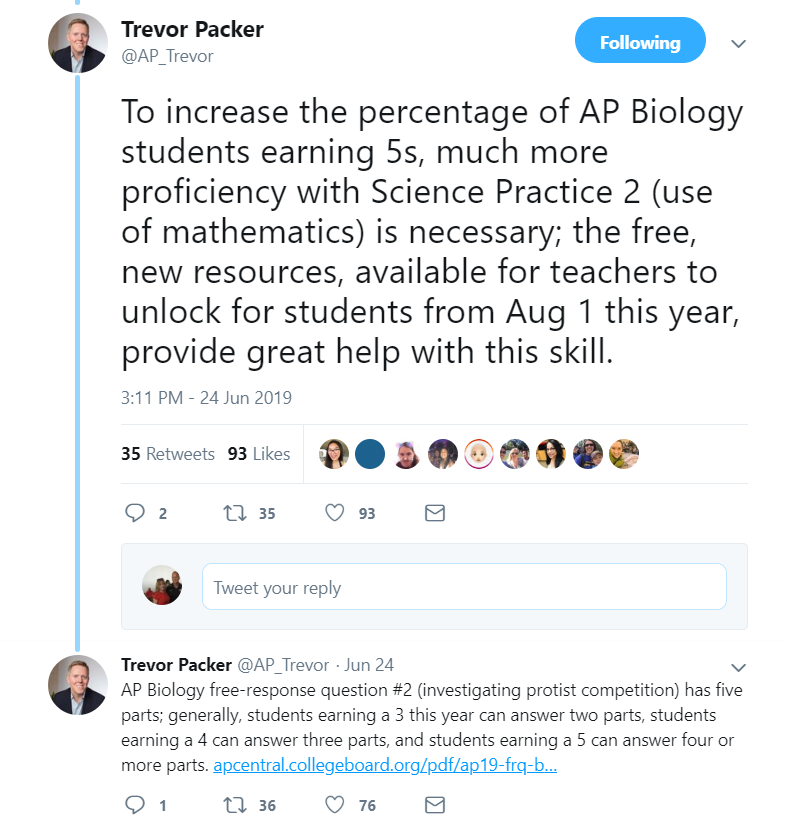 Trevor Packer
@AP_Trevor
Following
To increase the percentage of AP Biology
students earning 5s, much more
proficiency with Science Practice 2 (use
of mathematics) is necessary; the free,
new resources, available for teachers to
unlock for students from Aug 1 this year,
provide great help with this skill.
3:11 PM - 24 Jun 2019
35 Retweets 93 Likes
2 35 93
Tweet your reply
Trevor Packer @AP_Trevor · Jun 24
AP Biology free-response question #2 (investigating protist competition) has five
parts; generally, students earning a 3 this year can answer two parts, students
earning a 4 can answer three parts, and students earning a 5 can answer four or
more parts. apcentral.collegeboard.org/pdf/ap19-frq-b...
1 36 76